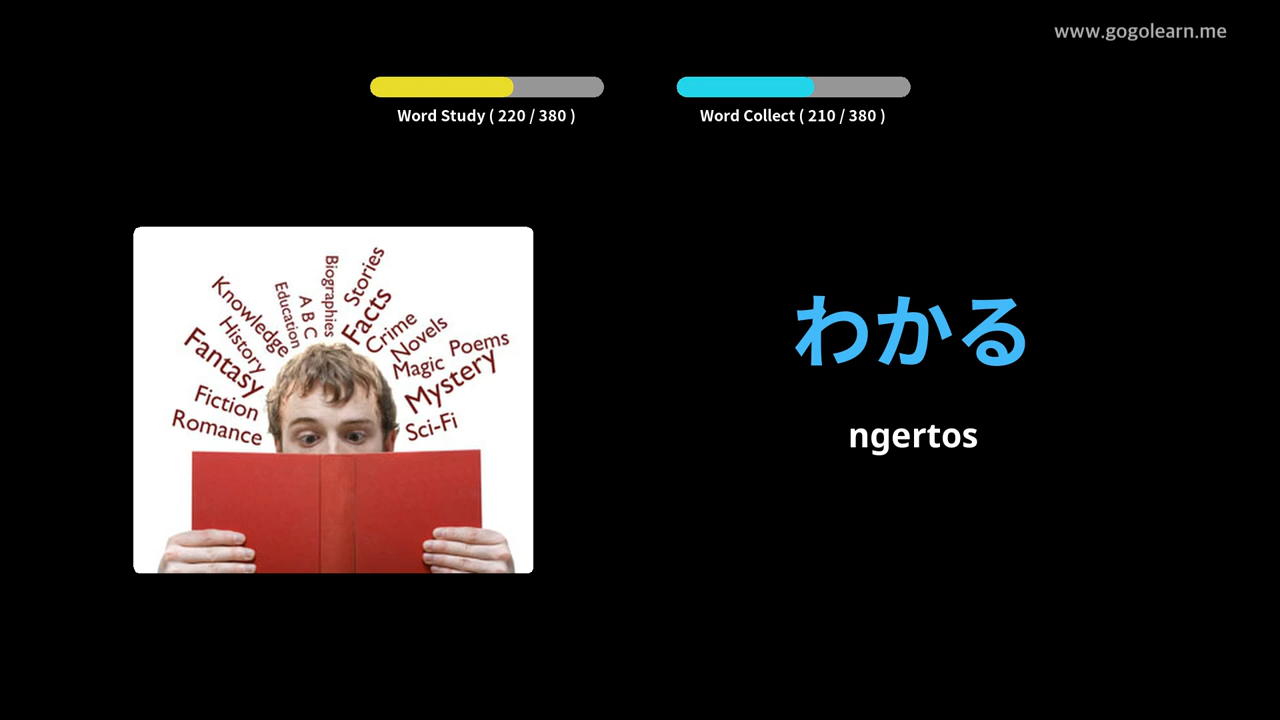 www.gogolearn.me
Word Study ( 220 / 380 )
Word Collect ( 210 / 380 )
Knowledge
Education
A B C
Biographies
Stories
History
Facts
Crime
Novels
Fantasy
Magic
Poems
Fiction
Mystery
Romance
Sci-Fi
わかる
ngertos